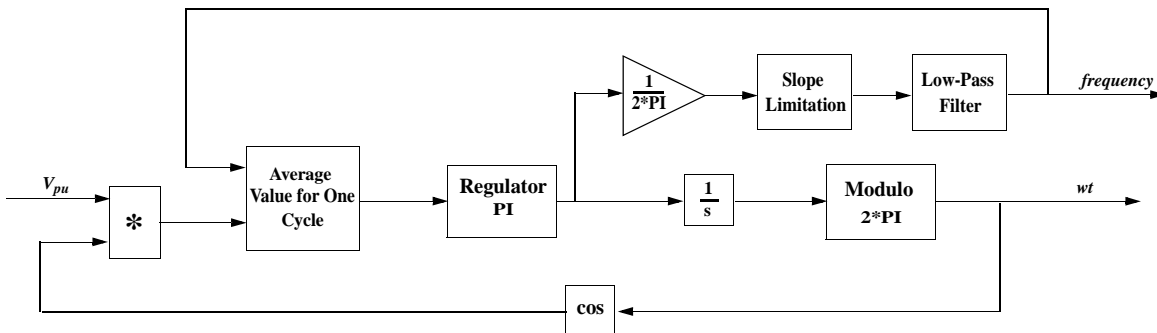 1
2*PI
Slope
Limitation
Low-Pass
Filter
frequency
V_pu
*
Average
Value for One
Cycle
Regulator
PI
1
s
Modulo
2*PI
wt
cos